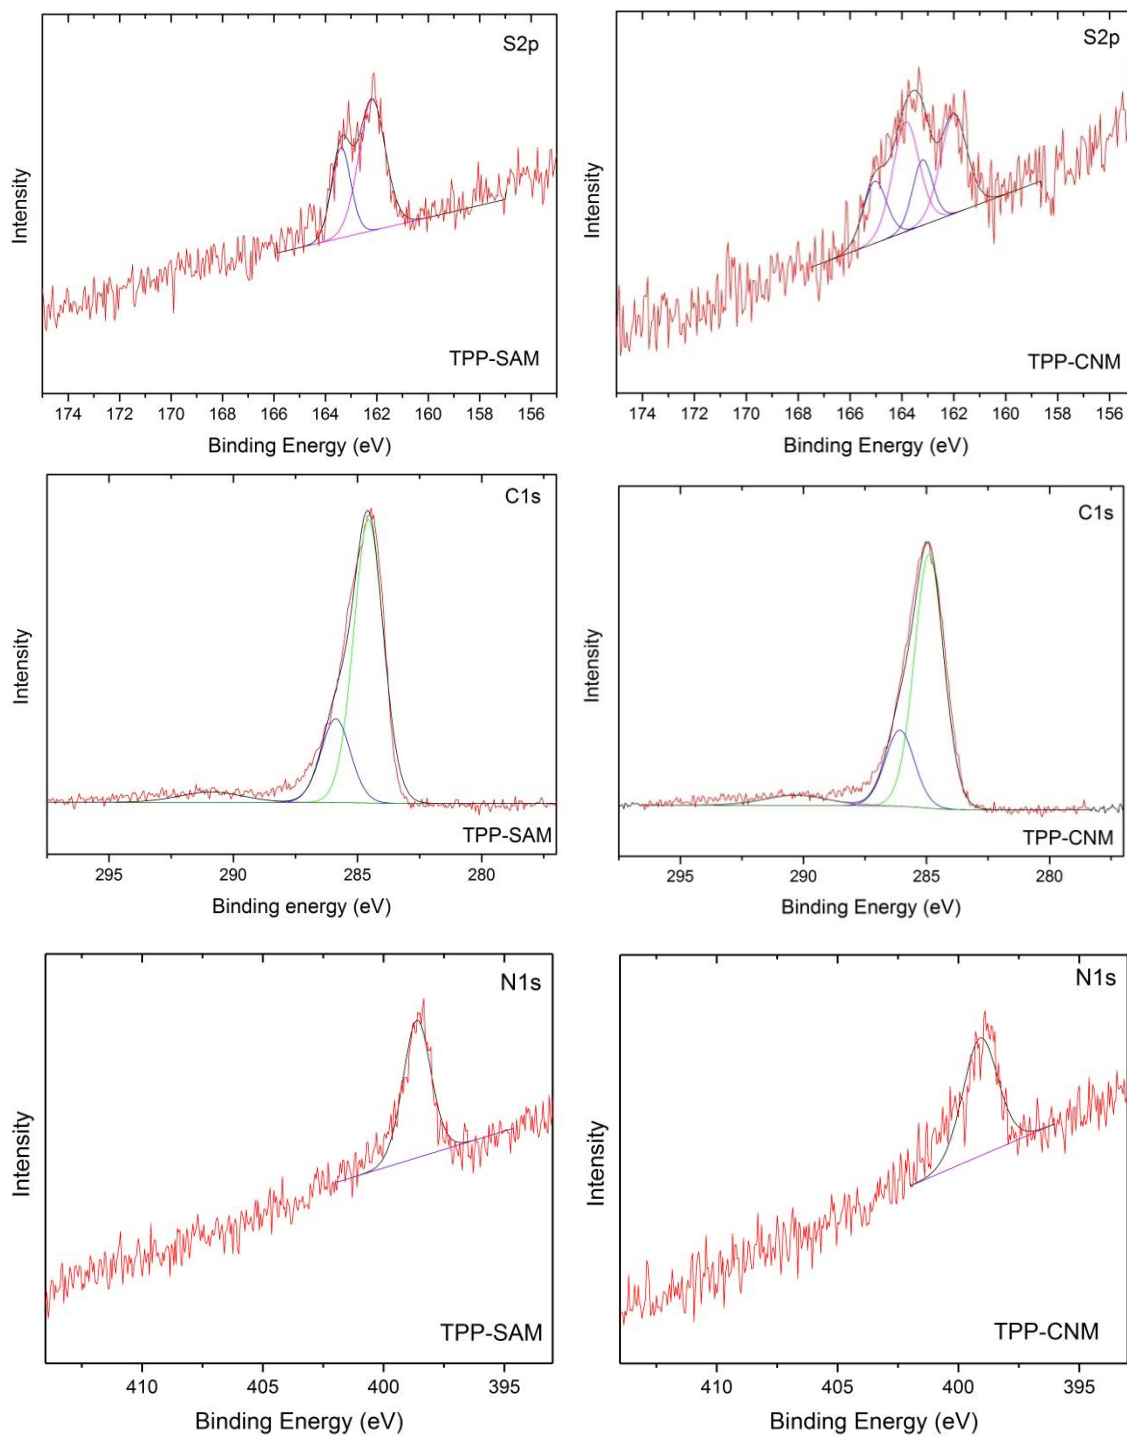 S2p
Intensity
TPP-SAM
174 172 170 168 166 164 162 160 158 156
Binding Energy (eV)
S2p
Intensity
TPP-CNM
174 172 170 168 166 164 162 160 158 156
Binding Energy (eV)
C1s
Intensity
TPP-SAM
295 290 285 280
Binding energy (eV)
C1s
Intensity
TPP-CNM
295 290 285 280
Binding Energy (eV)
N1s
Intensity
TPP-SAM
410 405 400 395
Binding Energy (eV)
N1s
Intensity
TPP-CNM
410 405 400 395
Binding Energy (eV)